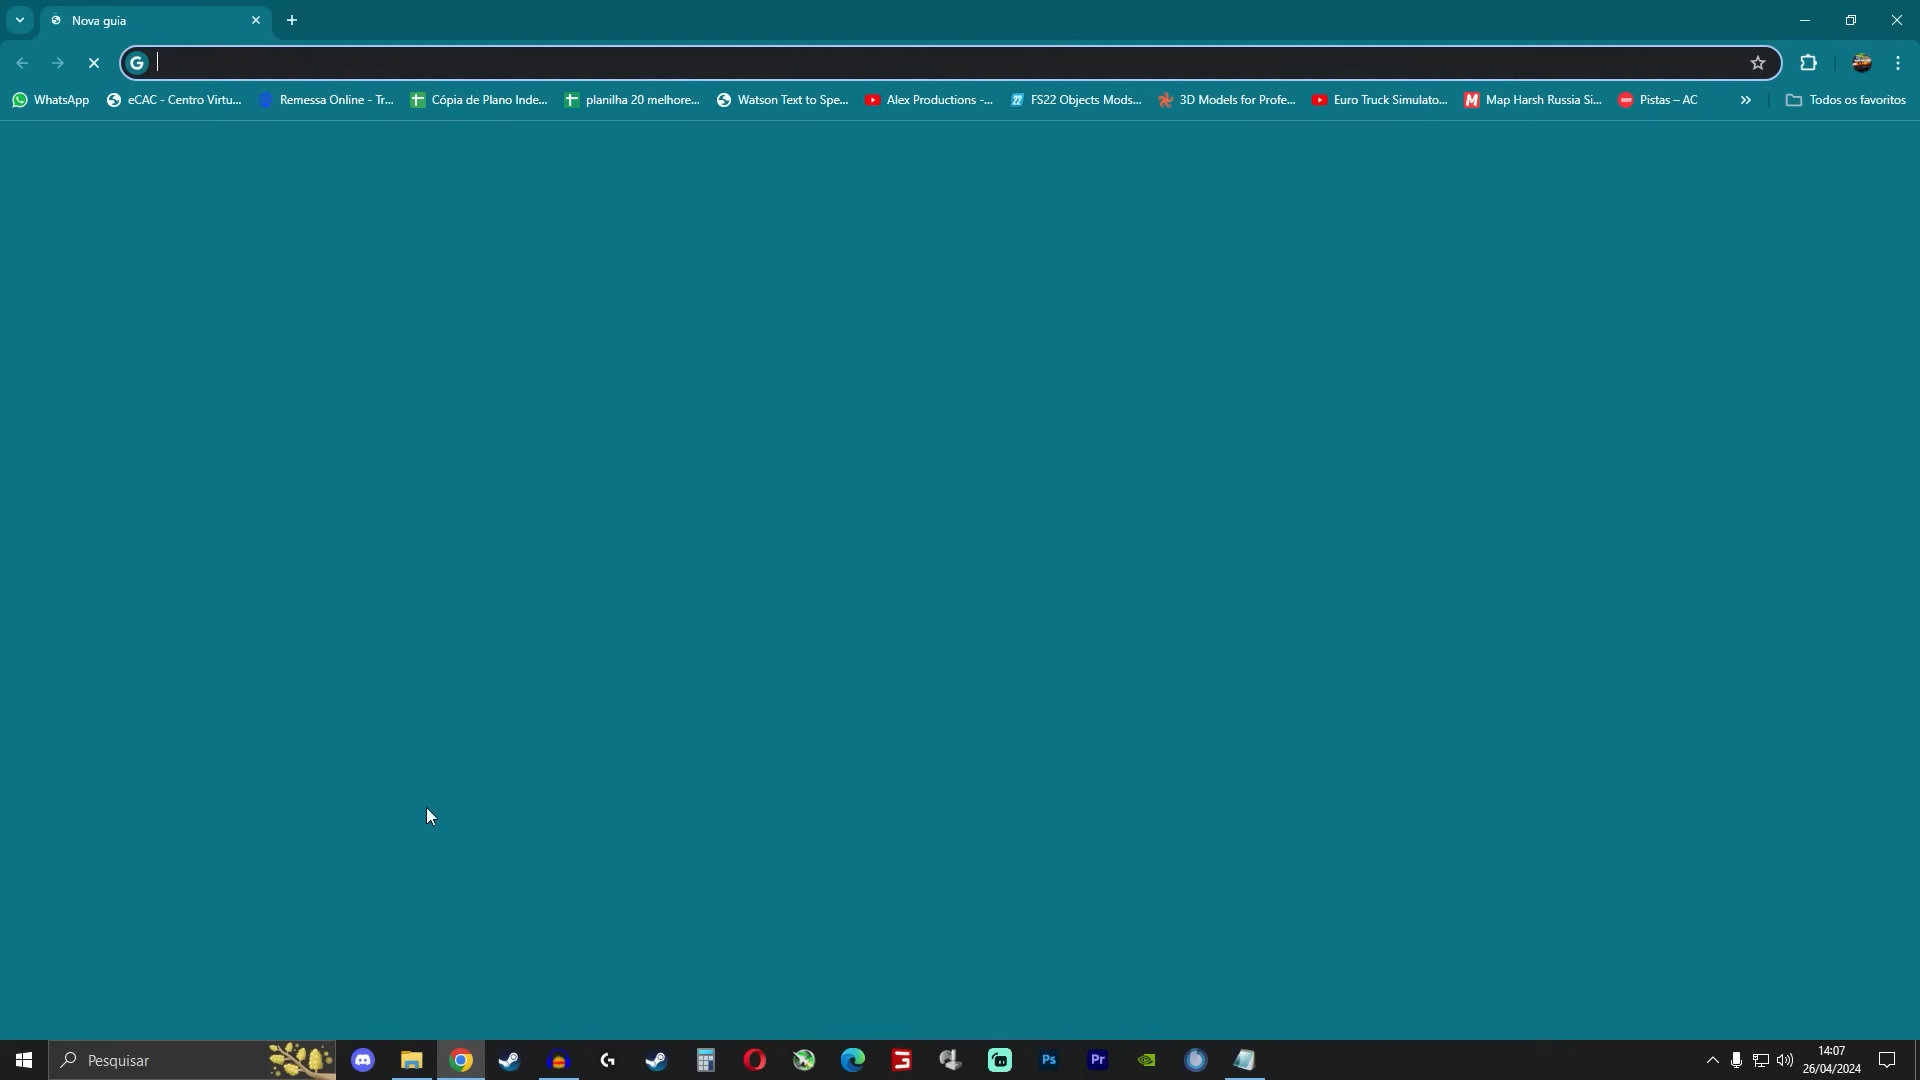 Nova guia
WhatsApp eCAC - Centro Virtu... Remessa Online - Tr... Cópia de Plano Inde... planilha 20 melhore... Watson Text to Spe... Alex Productions -... FS22 Objects Mods... 3D Models for Profe... Euro Truck Simulato... Map Harsh Russia Si... Pistas – AC » Todos os favoritos
Pesquisar
Ps
Pr
14:07
26/04/2024